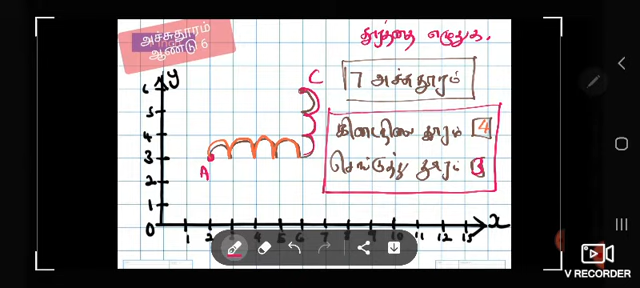 அச்சுதூரம்
ஆண்டு 6
தூரத்தை எழுதுக.
7 அச்சுதூரம்
கிடைநிலை தூரம் 4
செங்குத்து தூரம் 3
y
C
6
5
4
3
A
2
1
0
1 2 3 4 5 6 7 8 9 10 11 12 13
x
V RECORDER